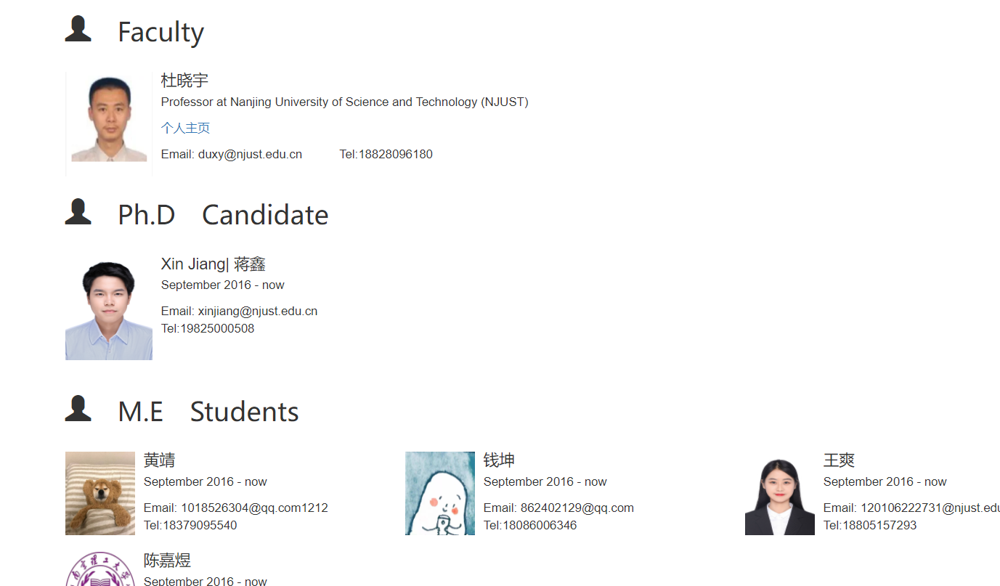 Faculty
杜晓宇
Professor at Nanjing University of Science and Technology (NJUST)
个人主页
Email: duxy@njust.edu.cn Tel:18828096180
Ph.D Candidate
Xin Jiang| 蒋鑫
September 2016 - now
Email: xinjiang@njust.edu.cn
Tel:19825000508
M.E Students
黄靖
September 2016 - now
Email: 1018526304@qq.com1212
Tel:18379095540
钱坤
September 2016 - now
Email: 862402129@qq.com
Tel:18086006346
王爽
September 2016 - now
Email: 120106222731@njust.edu
Tel:18805157293
陈嘉煜
September 2016 - now